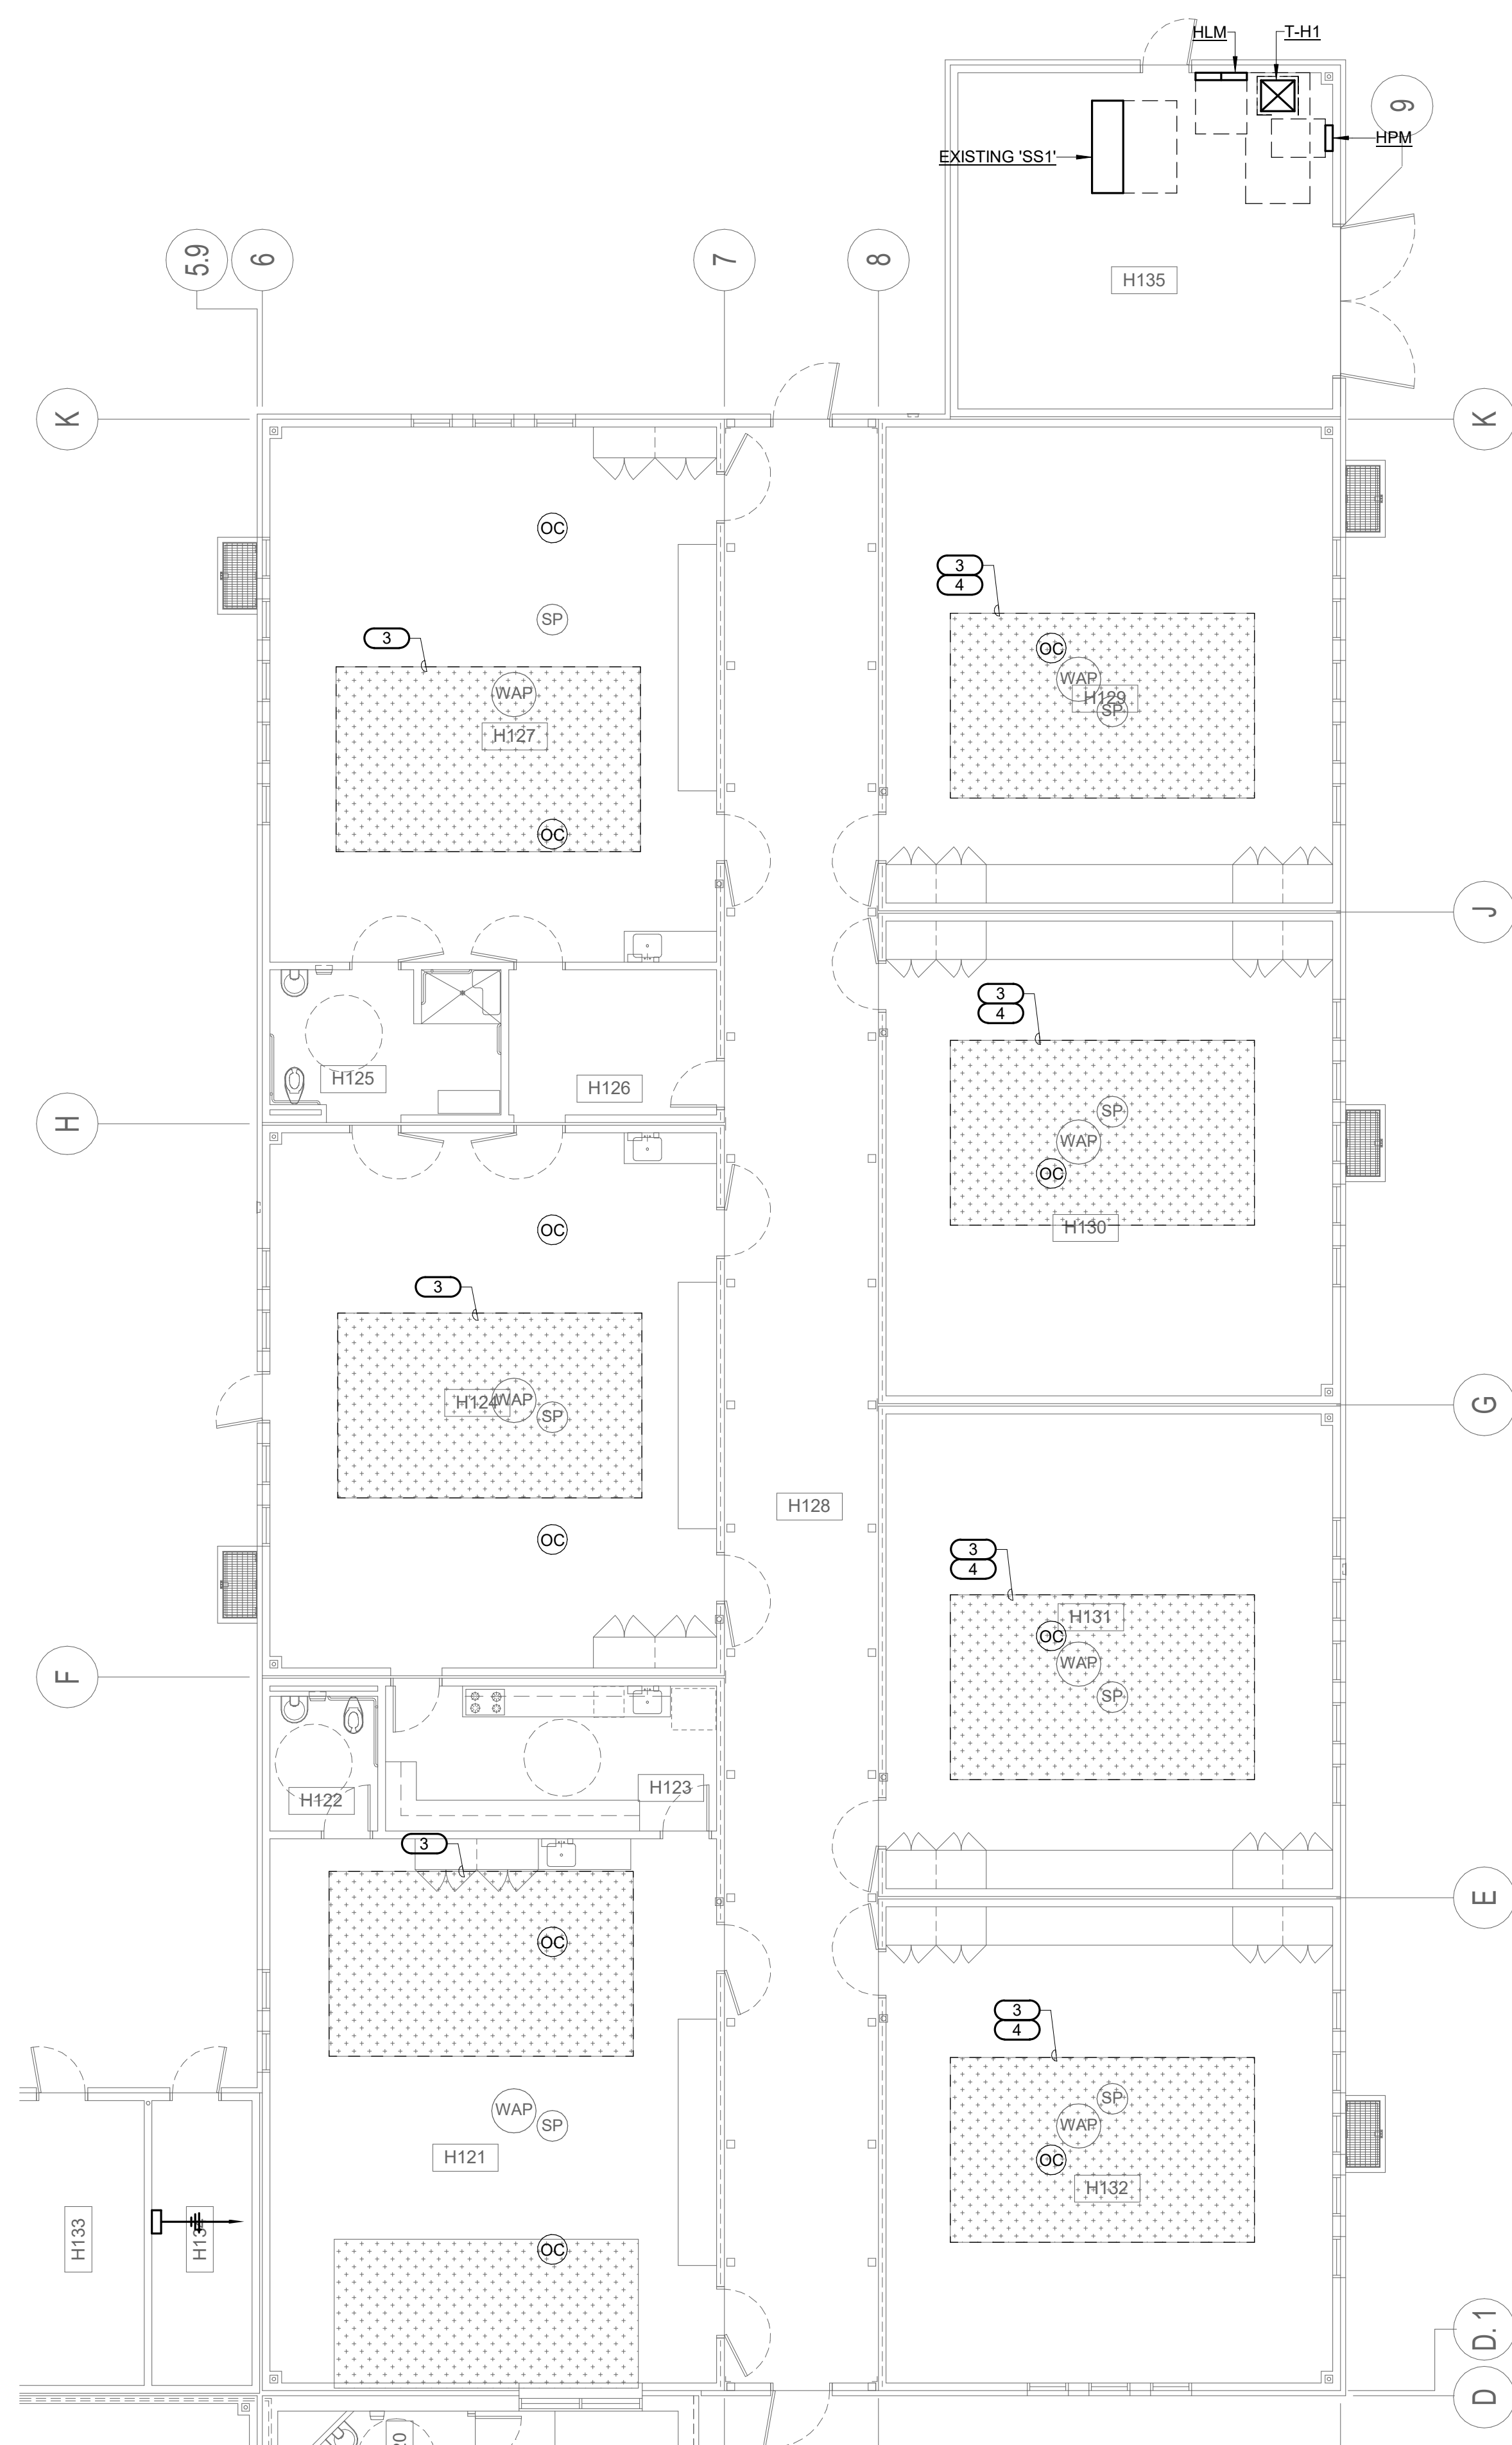 HLM
T-H1
9
HPM
EXISTING 'SS1'
5.9
6
7
8
H135
K
K
OC
3
4
SP
3
OC
WAP
WAP
H129
SP
H127
OC
J
3
4
H125
H126
SP
H
WAP
OC
H130
OC
3
H124
WAP
SP
G
H128
OC
3
4
H131
OC
WAP
SP
F
H123
H122
3
E
OC
3
4
SP
WAP
WAP
SP
OC
H121
H132
H133
OC
D.1
D